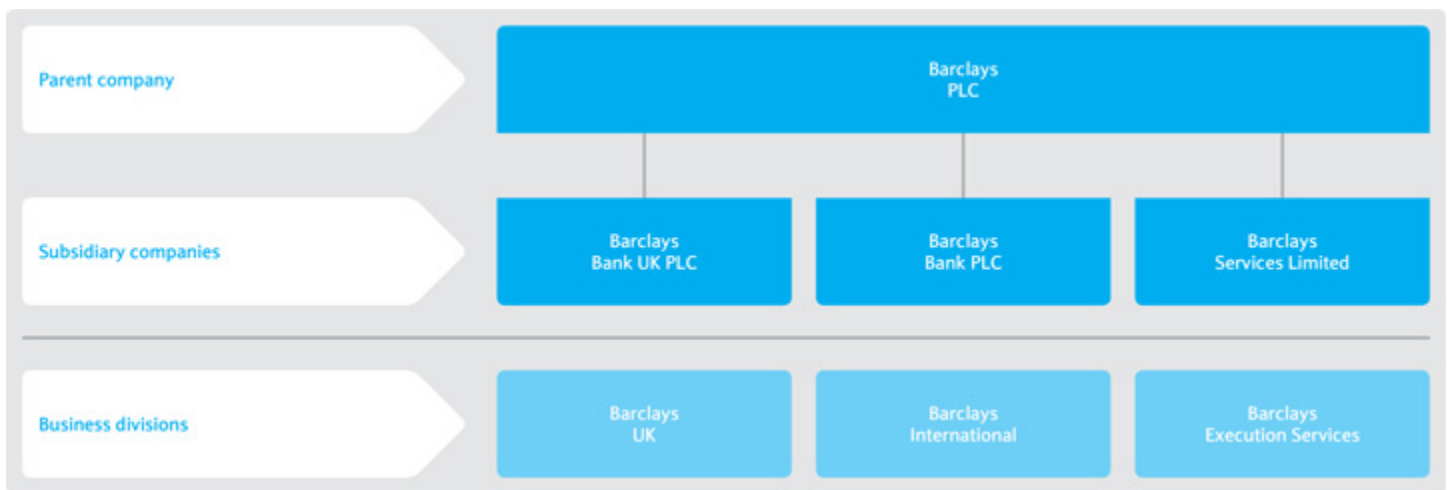 Parent company
Barclays
PLC
Subsidiary companies
Barclays
Bank UK PLC
Barclays
Bank PLC
Barclays
Services Limited
Business divisions
Barclays
UK
Barclays
International
Barclays
Execution Services